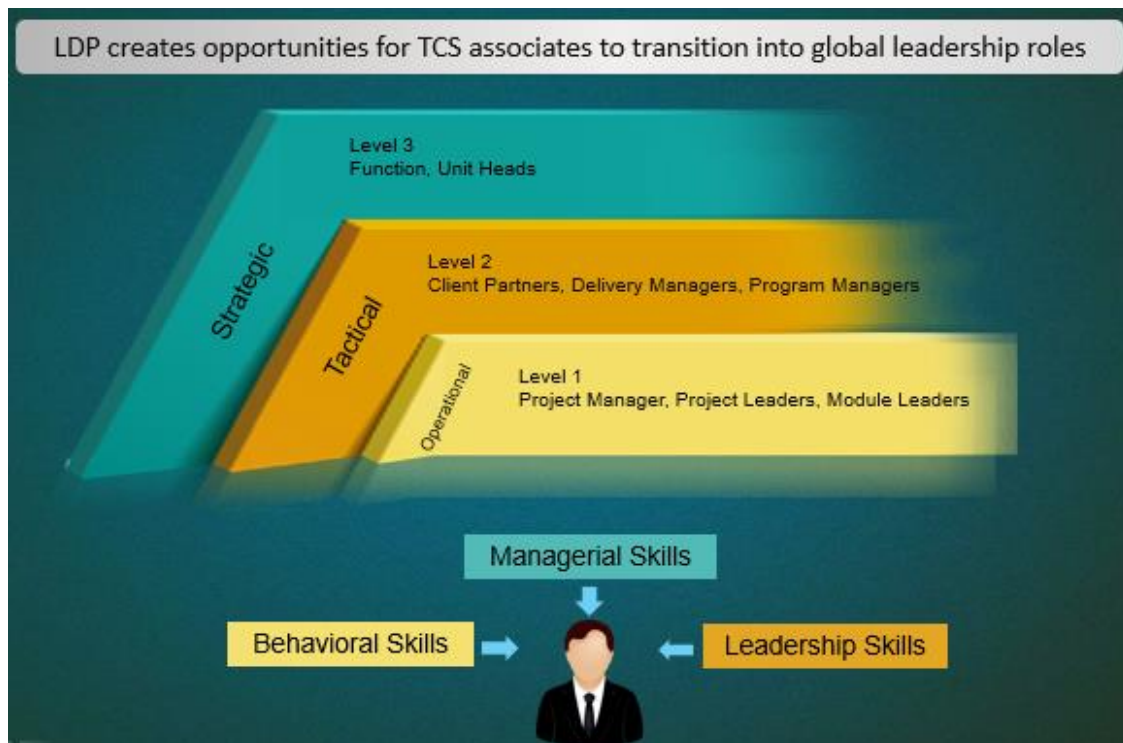 LDP creates opportunities for TCS associates to transition into global leadership roles
Level 3
Function, Unit Heads
Strategic
Level 2
Client Partners, Delivery Managers, Program Managers
Tactical
Level 1
Project Manager, Project Leaders, Module Leaders
Operational
Managerial Skills
Behavioral Skills
Leadership Skills